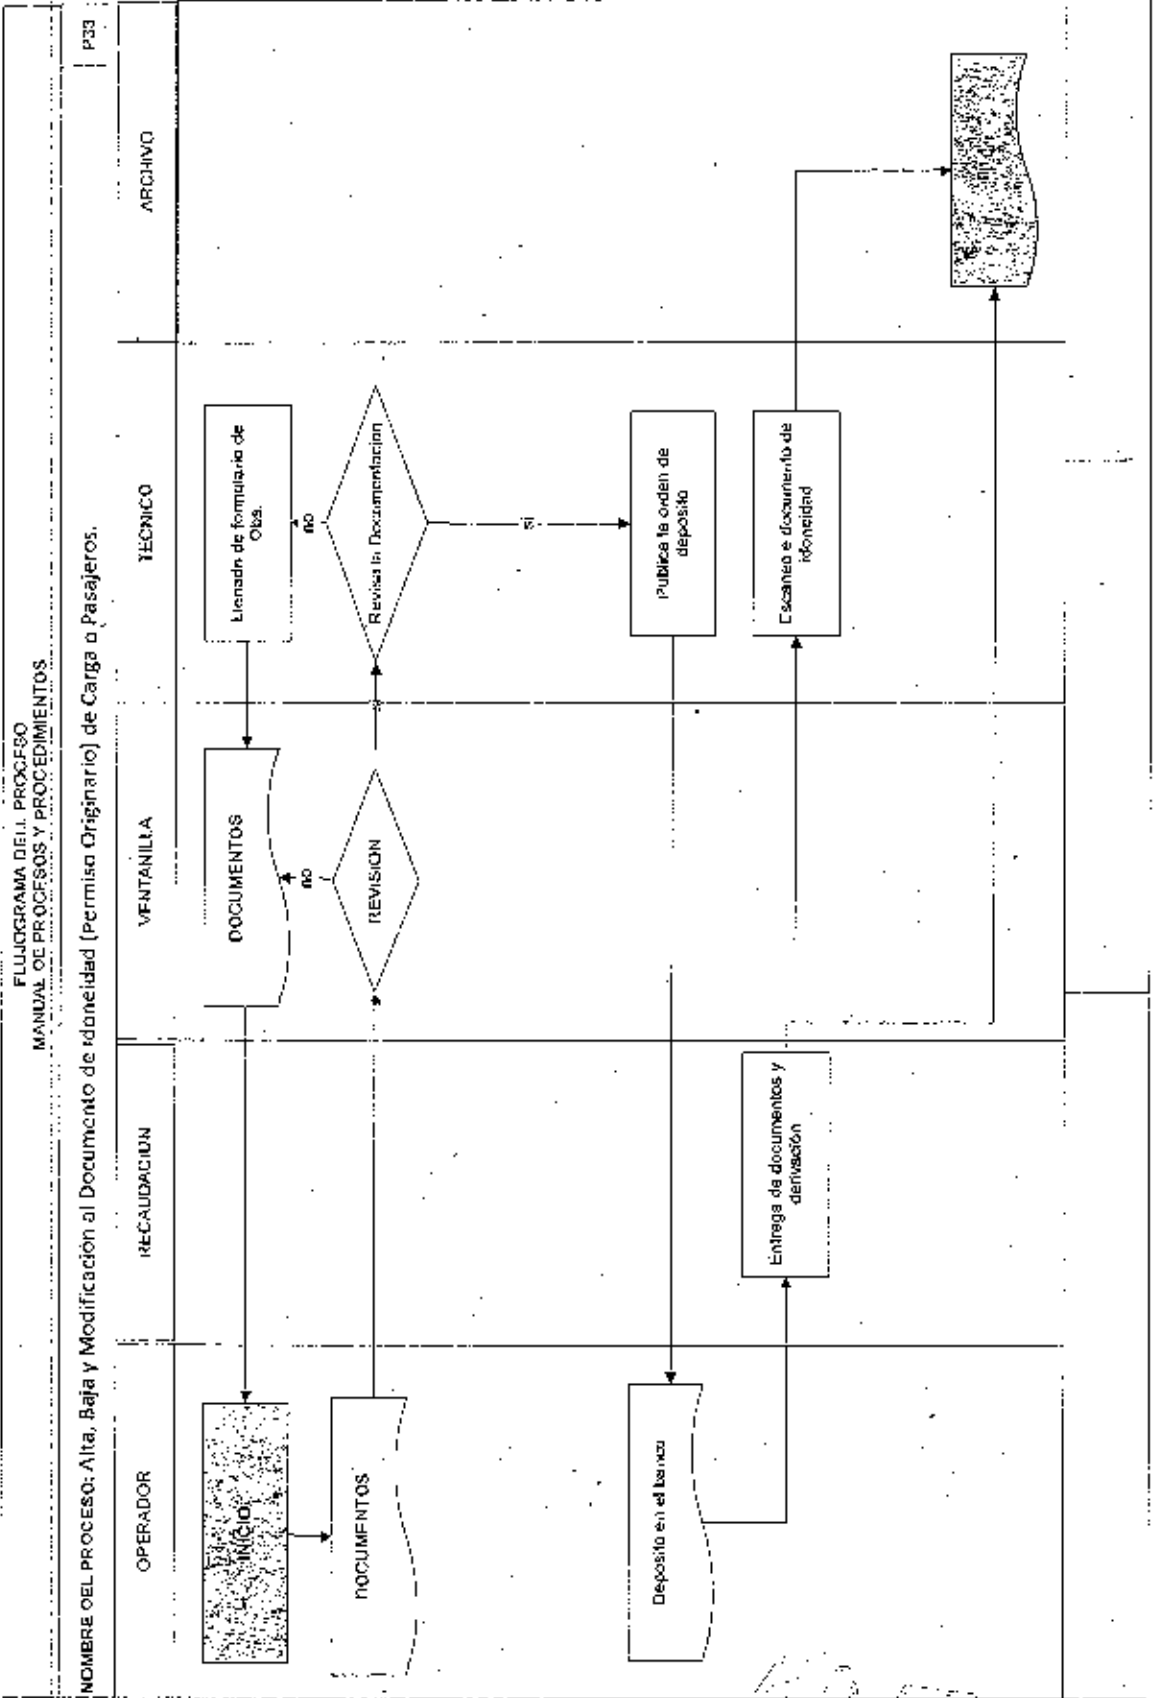 FLUJOGRAMA DEL PROCESO
MANUAL DE PROCESOS Y PROCEDIMIENTOS
NOMBRE DEL PROCESO: Alta, Baja y Modificación al Documento de Idoneidad (Permiso Originario) de Carga o Pasajeros.
P33
OPERADOR
RECAUDACION
VENTANILLA
TECNICO
ARCHIVO
INICIO
DOCUMENTOS
Llenado de formulario de
Obs.
DOCUMENTOS
REVISION
no
Revisa la Documentacion
no
si
Deposito en el banco
Publica la orden de
deposito
Entrega de documentos y
derivación
Escaneo e documento de
idoneidad